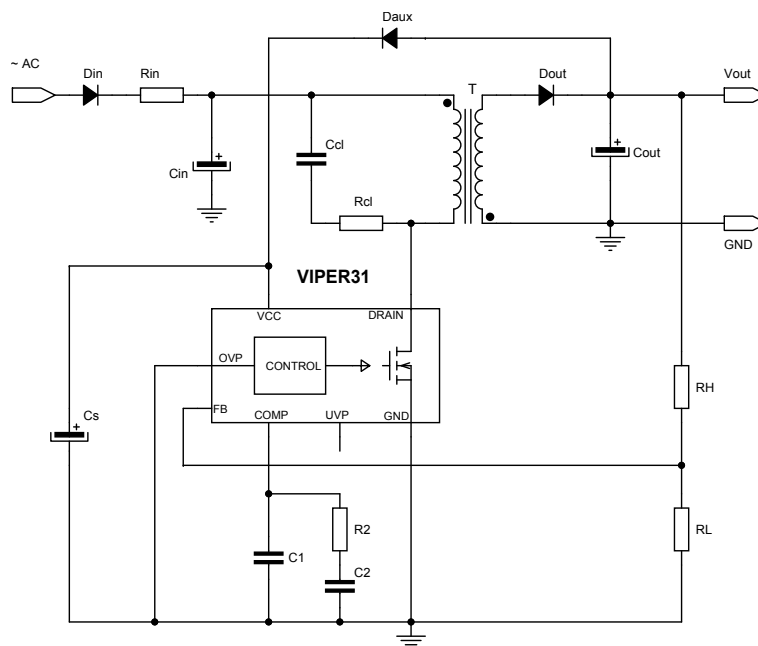 Daux
~ AC
Din
Rin
T
Dout
Vout
+
Cin
Ccl
+
Cout
Rcl
GND
VIPER31
VCC
DRAIN
OVP
CONTROL
RH
FB
COMP
UVP
GND
Cs
+
R2
RL
C1
C2